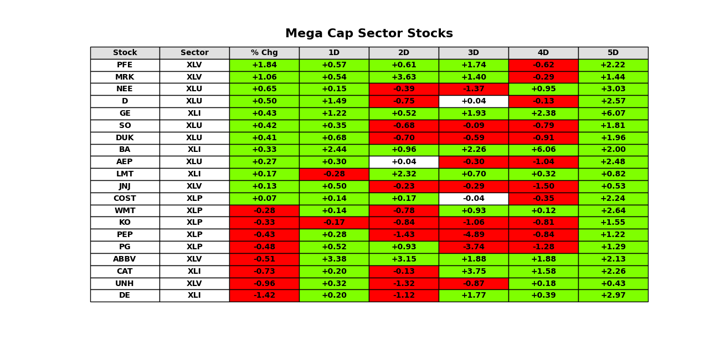 Mega Cap Sector Stocks
Stock Sector % Chg 1D 2D 3D 4D 5D
PFE XLV +1.84 +0.57 +0.61 +1.74 -0.62 +2.22
MRK XLV +1.06 +0.54 +3.63 +1.40 -0.29 +1.44
NEE XLU +0.65 +0.15 -0.39 -1.37 +0.95 +3.03
D XLU +0.50 +1.49 -0.75 +0.04 -0.13 +2.57
GE XLI +0.43 +1.22 +0.52 +1.93 +2.38 +6.07
SO XLU +0.42 +0.35 -0.68 -0.09 -0.79 +1.81
DUK XLU +0.41 +0.68 -0.70 -0.59 -0.91 +1.96
BA XLI +0.33 +2.44 +0.96 +2.26 +6.06 +2.00
AEP XLU +0.27 +0.30 +0.04 -0.30 -1.04 +2.48
LMT XLI +0.17 -0.28 +2.32 +0.70 +0.32 +0.82
JNJ XLV +0.13 +0.50 -0.23 -0.29 -1.50 +0.53
COST XLP +0.07 +0.14 +0.17 -0.04 -0.35 +2.24
WMT XLP -0.28 +0.14 -0.78 +0.93 +0.12 +2.64
KO XLP -0.33 -0.17 -0.84 -1.06 -0.81 +1.55
PEP XLP -0.43 +0.28 -1.43 -4.89 -0.84 +1.22
PG XLP -0.48 +0.52 +0.93 -3.74 -1.28 +1.29
ABBV XLV -0.51 +3.38 +3.15 +1.88 +1.88 +2.13
CAT XLI -0.73 +0.20 -0.13 +3.75 +1.58 +2.26
UNH XLV -0.96 +0.32 -1.32 -0.87 +0.18 +0.43
DE XLI -1.42 +0.20 -1.12 +1.77 +0.39 +2.97